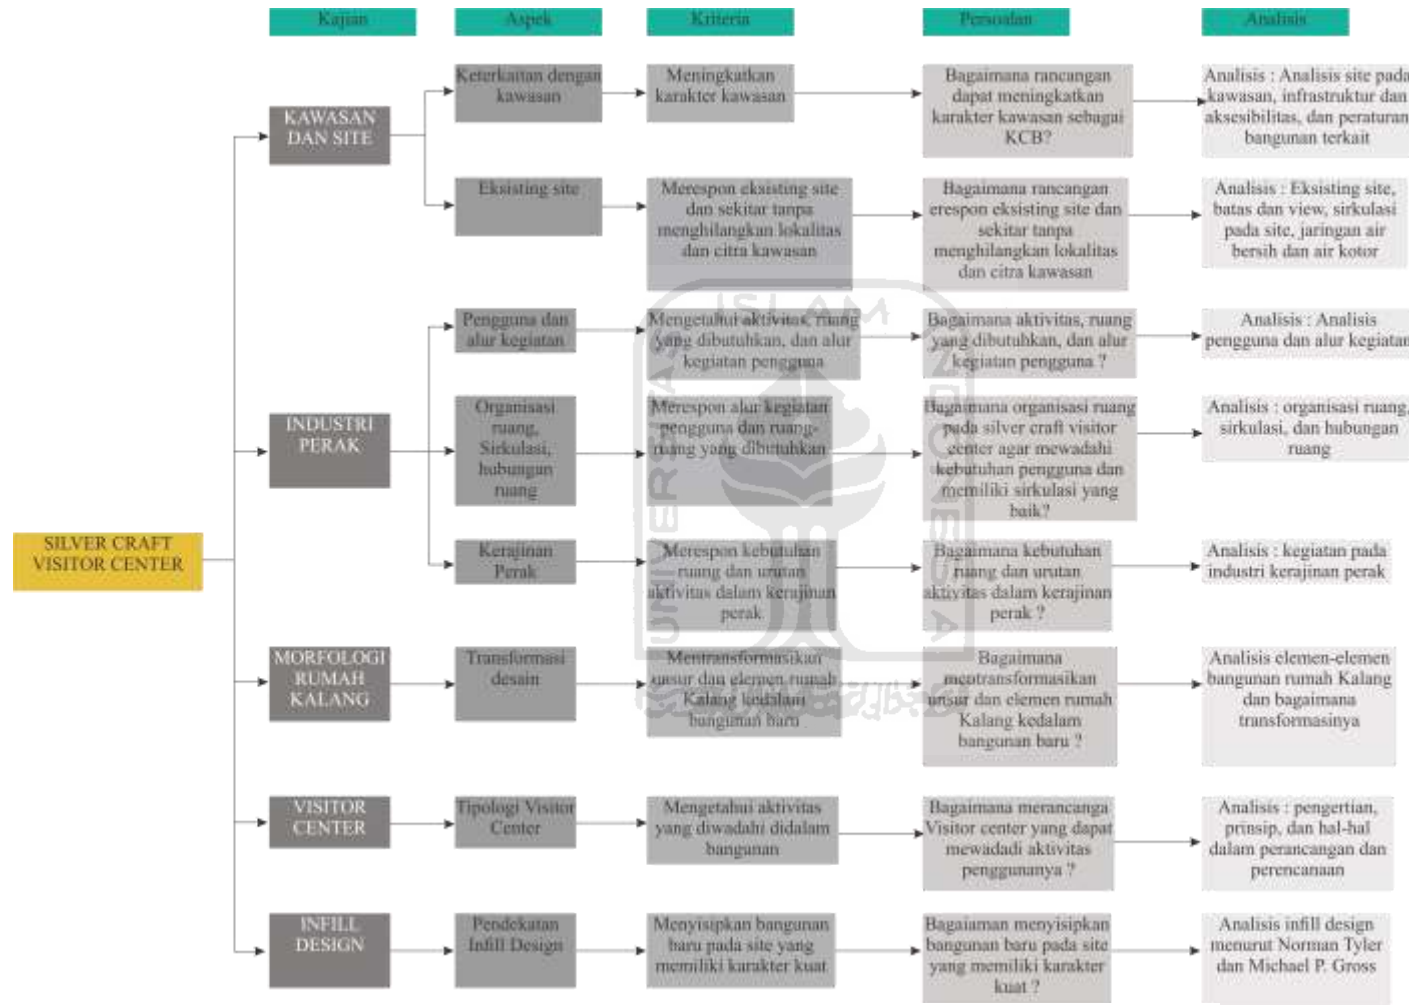 Kajian
Aspek
Kriteria
Persoalan
Analisis
SILVER CRAFT
VISITOR CENTER
KAWASAN
DAN SITE
Keterkaitan dengan
kawasan
Meningkatkan
karakter kawasan
Bagaimana rancangan
dapat meningkatkan
karakter kawasan sebagai
KCB?
Analisis : Analisis site pada
kawasan, infrastruktur dan
aksesibilitas, dan peraturan
bangunan terkait
Eksisting site
Merespon eksisting site
dan sekitar tanpa
menghilangkan lokalitas
dan citra kawasan
Bagaimana rancangan
erespon eksisting site dan
sekitar tanpa
menghilangkan lokalitas
dan citra kawasan
Analisis : Eksisting site,
batas dan view, sirkulasi
pada site, jaringan air
bersih dan air kotor
INDUSTRI
PERAK
Pengguna dan
alur kegiatan
Mengetahui aktivitas, ruang
yang dibutuhkan, dan alur
kegiatan pengguna
Bagaimana aktivitas, ruang
yang dibutuhkan, dan alur
kegiatan pengguna ?
Analisis : Analisis
pengguna dan alur kegiatan
Organisasi
ruang,
Sirkulasi,
hubungan
ruang
Merespon alur kegiatan
pengguna dan ruang-
ruang yang dibutuhkan
Bagaimana organisasi ruang
pada silver craft visitor
center agar mewadahi
kebutuhan pengguna dan
memiliki sirkulasi yang
baik?
Analisis : organisasi ruang,
sirkulasi, dan hubungan
ruang
Kerajinan
Perak
Merespon kebutuhan
ruang dan urutan
aktivitas dalam kerajinan
perak
Bagaimana kebutuhan
ruang dan urutan
aktivitas dalam kerajinan
perak ?
Analisis : kegiatan pada
industri kerajinan perak
MORFOLOGI
RUMAH
KALANG
Transformasi
desain
Mentransformasikan
unsur dan elemen rumah
Kalang kedalam
bangunan baru
Bagaimana
mentransformasikan
unsur dan elemen rumah
Kalang kedalam
bangunan baru ?
Analisis elemen-elemen
bangunan rumah Kalang
dan bagaimana
transformasinya
VISITOR
CENTER
Tipologi Visitor
Center
Mengetahui aktivitas
yang diwadahi didalam
bangunan
Bagaimana merancanga
Visitor center yang dapat
mewadadi aktivitas
penggunanya ?
Analisis : pengertian,
prinsip, dan hal-hal
dalam perancangan dan
perencanaan
INFILL
DESIGN
Pendekatan
Infill Design
Menyisipkan bangunan
baru pada site yang
memiliki karakter kuat
Bagaiaman menyisipkan
bangunan baru pada site
yang memiliki karakter
kuat ?
Analisis infill design
menurut Norman Tyler
dan Michael P. Gross
UNIVERSITAS
ISLAM
INDONESIA